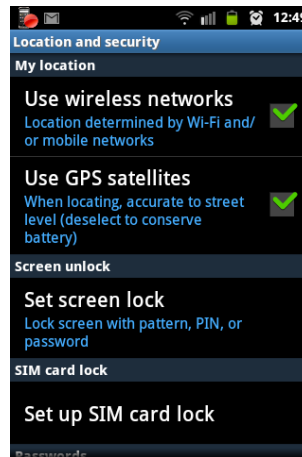 12:49
Location and security
My location
Use wireless networks
Location determined by Wi-Fi and/
or mobile networks
Use GPS satellites
When locating, accurate to street
level (deselect to conserve
battery)
Screen unlock
Set screen lock
Lock screen with pattern, PIN, or
password
SIM card lock
Set up SIM card lock
Passwords